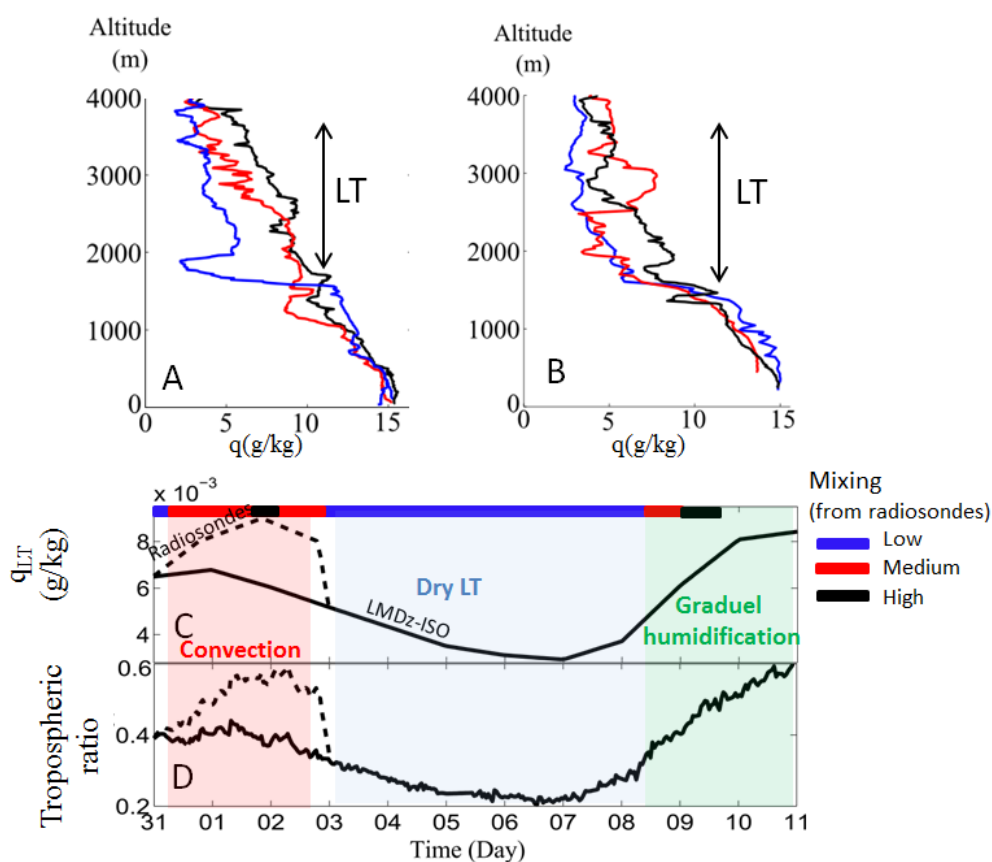 Altitude
(m)
4000
3000
2000
1000
0
LT
A
0 5 10 15
q(g/kg)
Altitude
(m)
4000
3000
2000
1000
0
LT
B
0 5 10 15
q(g/kg)
Mixing
(from radiosondes)
Low
Medium
High
x 10⁻³
8
6
4
qLT
(g/kg)
Radiosondes
LMDz-ISO
C
Convection
Dry LT
Graduel
humidification
0.6
0.4
0.2
Tropospheric
ratio
D
31 01 02 03 04 05 06 07 08 09 10 11
Time (Day)